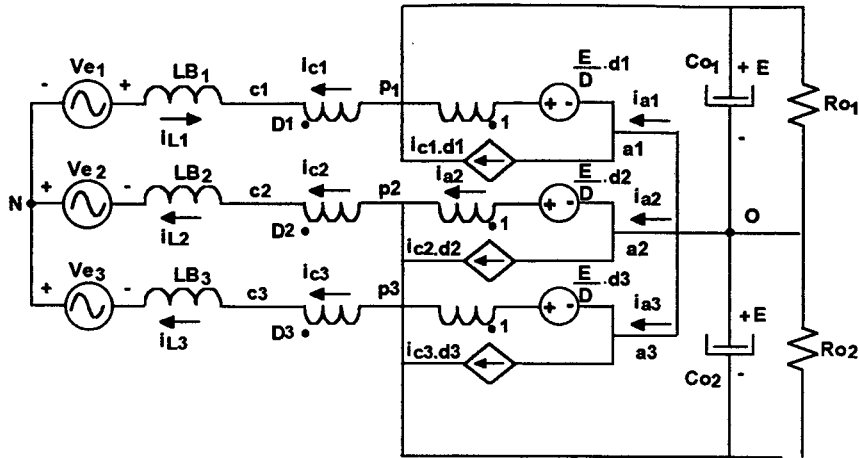 Ve1 LB1 c1 ic1 p1 E/D .d1 Co1 + E
- + iL1 D1 1 + - ia1 Ro1
ic1.d1 a1 -
Ve2 LB2 c2 ic2 p2 ia2 E/D .d2 ia2 O
N + - iL2 D2 1 + -
ic2.d2 a2
Ve3 LB3 c3 ic3 p3 E/D .d3 ia3 + E
+ - iL3 D3 1 + - Ro2
ic3.d3 a3 Co2 -